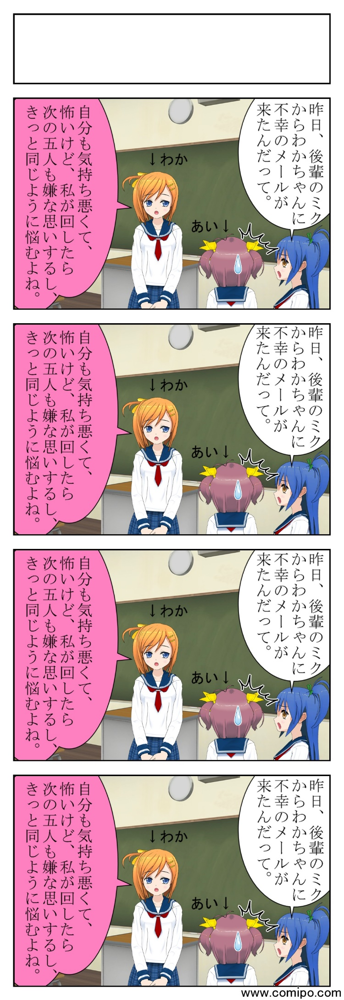 昨日、後輩のミク
からわかちゃんに
不幸のメールが
来たんだって。
↓わか
あい↓
自分も気持ち悪くて、
怖いけど、私が回したら
次の五人も嫌な思いするし、
きっと同じように悩むよね。
昨日、後輩のミク
からわかちゃんに
不幸のメールが
来たんだって。
↓わか
あい↓
自分も気持ち悪くて、
怖いけど、私が回したら
次の五人も嫌な思いするし、
きっと同じように悩むよね。
昨日、後輩のミク
からわかちゃんに
不幸のメールが
来たんだって。
↓わか
あい↓
自分も気持ち悪くて、
怖いけど、私が回したら
次の五人も嫌な思いするし、
きっと同じように悩むよね。
昨日、後輩のミク
からわかちゃんに
不幸のメールが
来たんだって。
↓わか
あい↓
自分も気持ち悪くて、
怖いけど、私が回したら
次の五人も嫌な思いするし、
きっと同じように悩むよね。
www.comipo.com